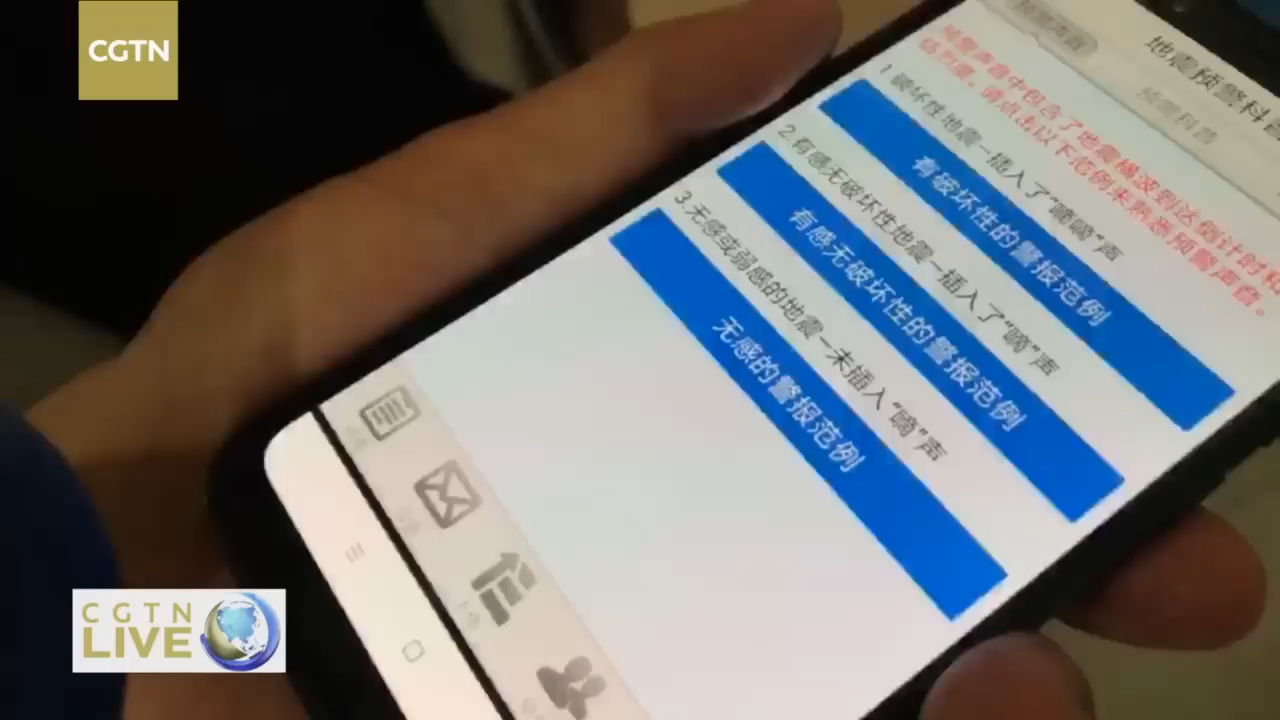 CGTN
地震预警科普
预警科普
预警声音中包含了地震横波到达倒计时和
估烈度,请点击以下范例来熟悉预警声音。
1.破坏性地震-插入了"嘀嘀"声
有破坏性的警报范例
2.有感无破坏性地震-插入了"嘀"声
有感无破坏性的警报范例
3.无感或弱感的地震-未插入"嘀"声
无感的警报范例
CGTN
LIVE